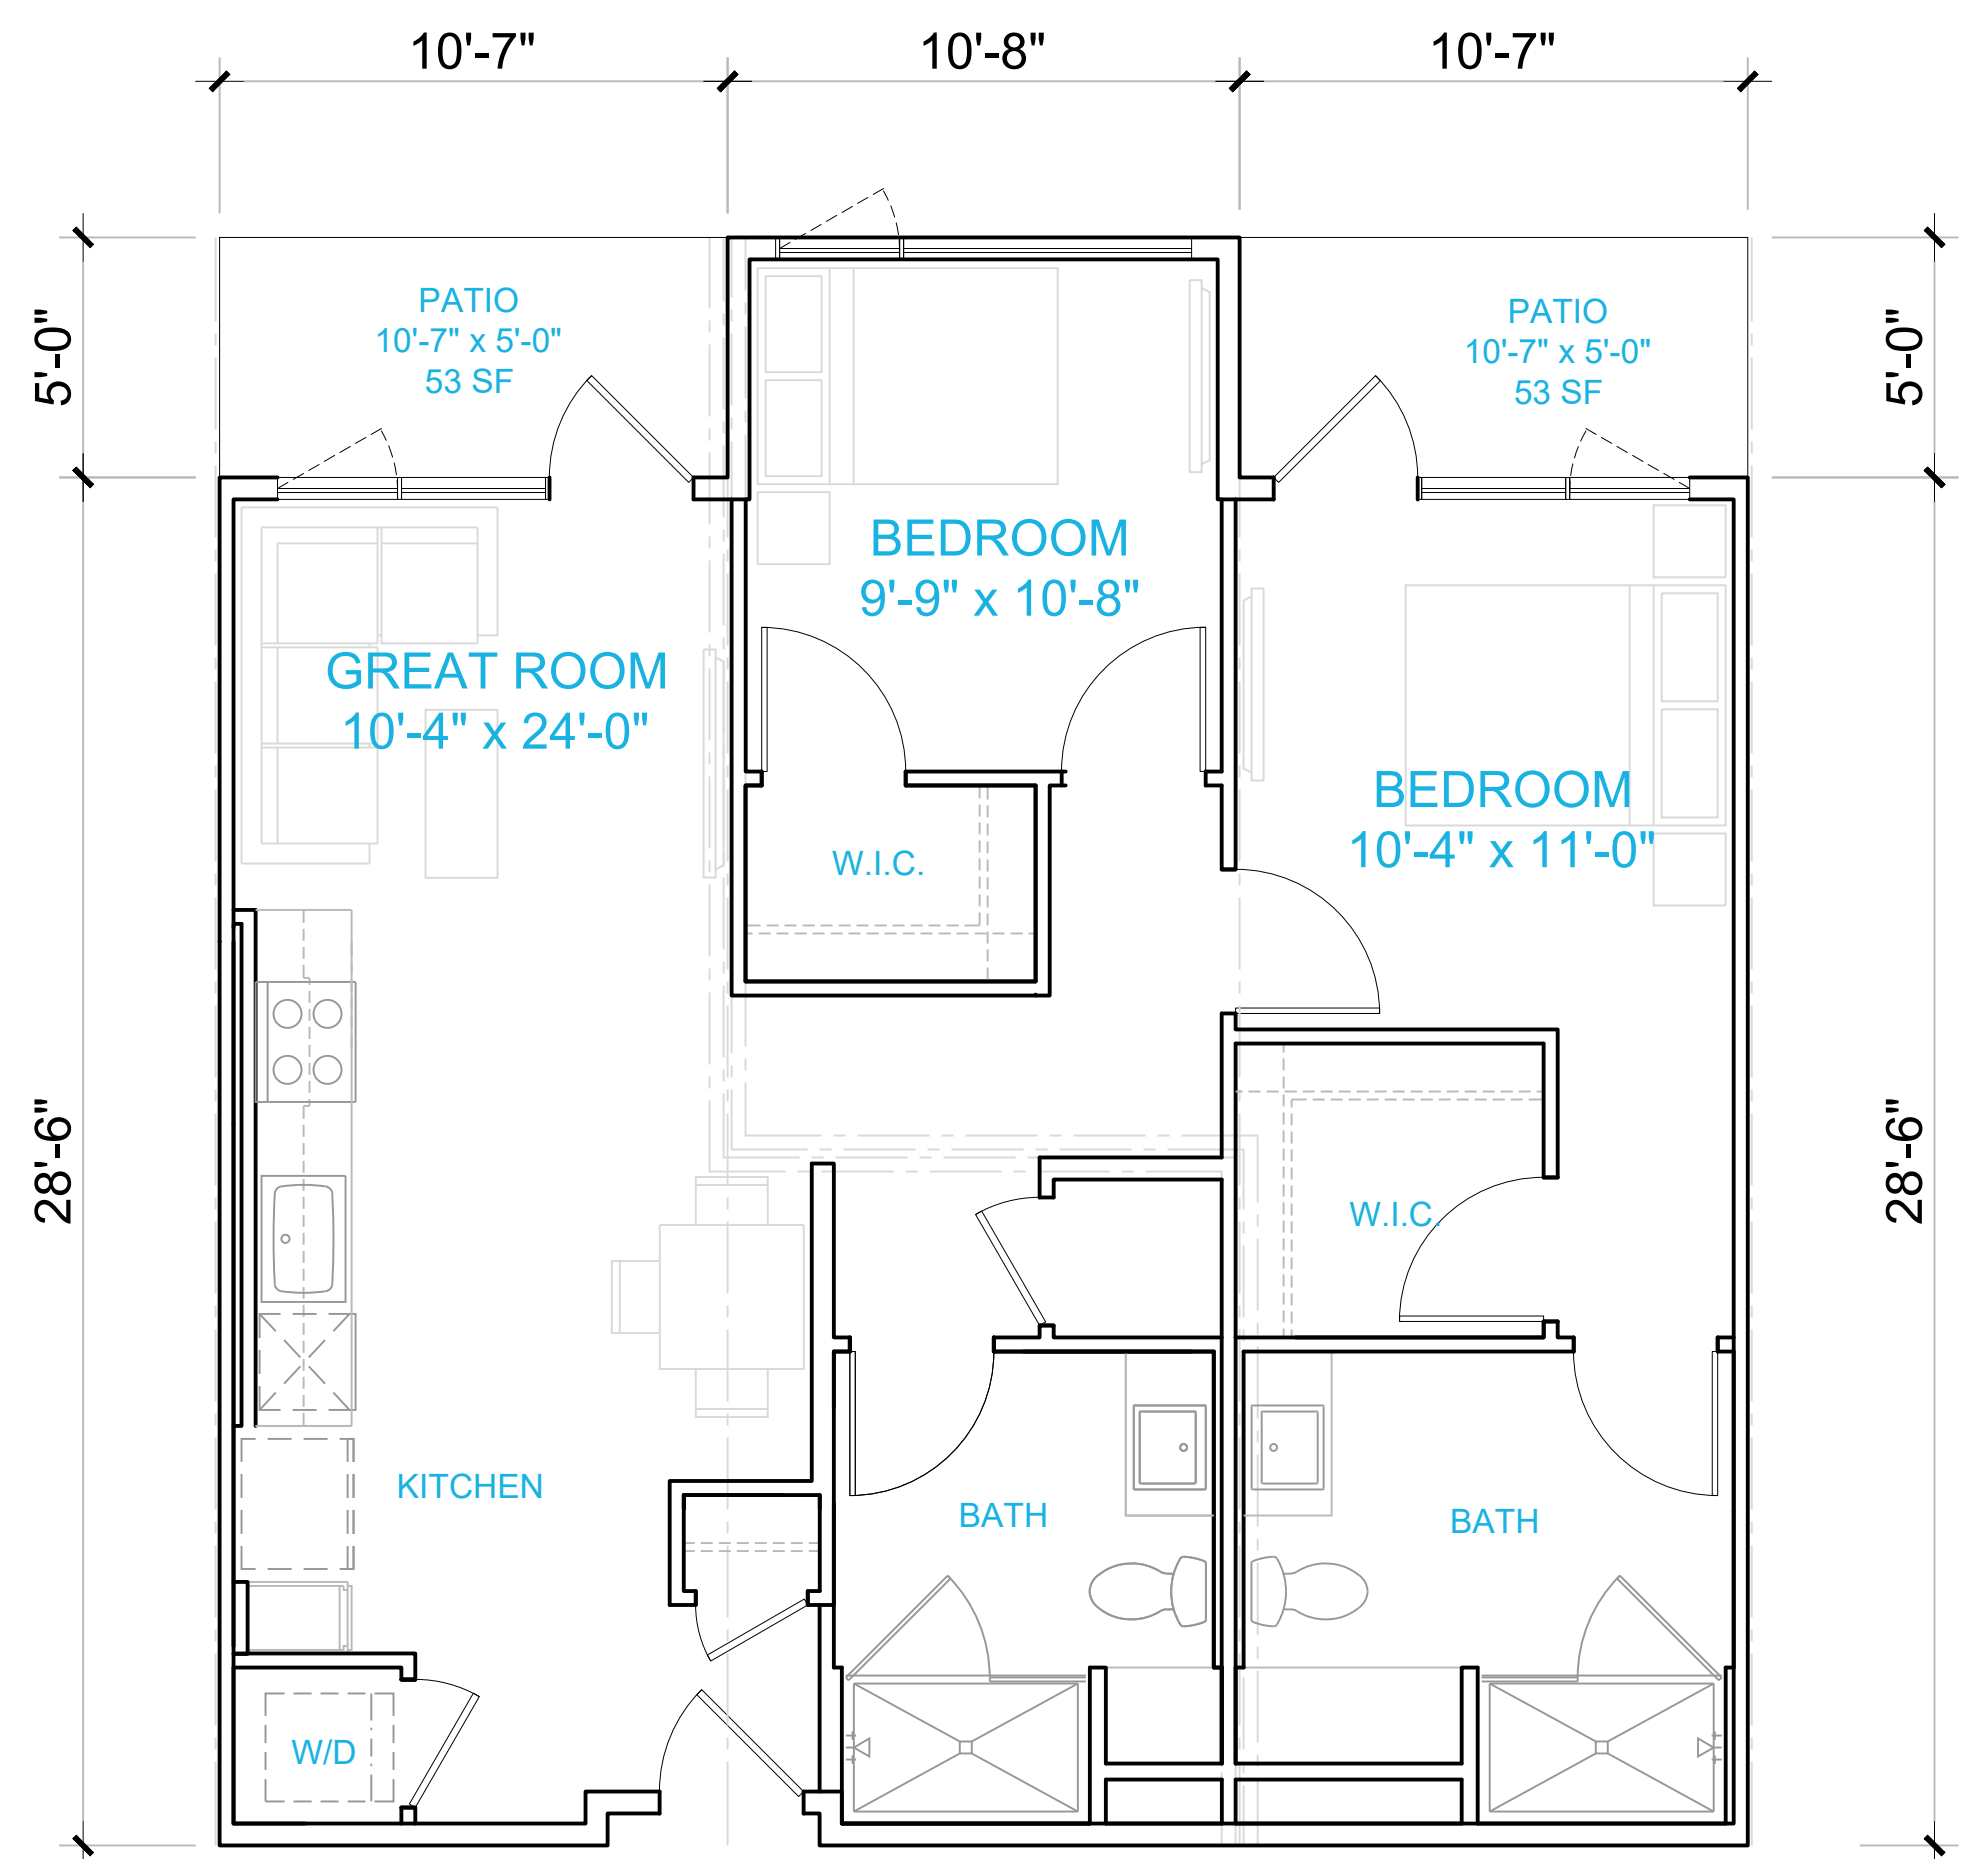 10'-7"
10'-8"
10'-7"
5'-0"
28'-6"
PATIO
10'-7" x 5'-0"
53 SF
PATIO
10'-7" x 5'-0"
53 SF
5'-0"
28'-6"
BEDROOM
9'-9" x 10'-8"
GREAT ROOM
10'-4" x 24'-0"
BEDROOM
10'-4" x 11'-0"
W.I.C.
W.I.C.
KITCHEN
BATH
BATH
W/D